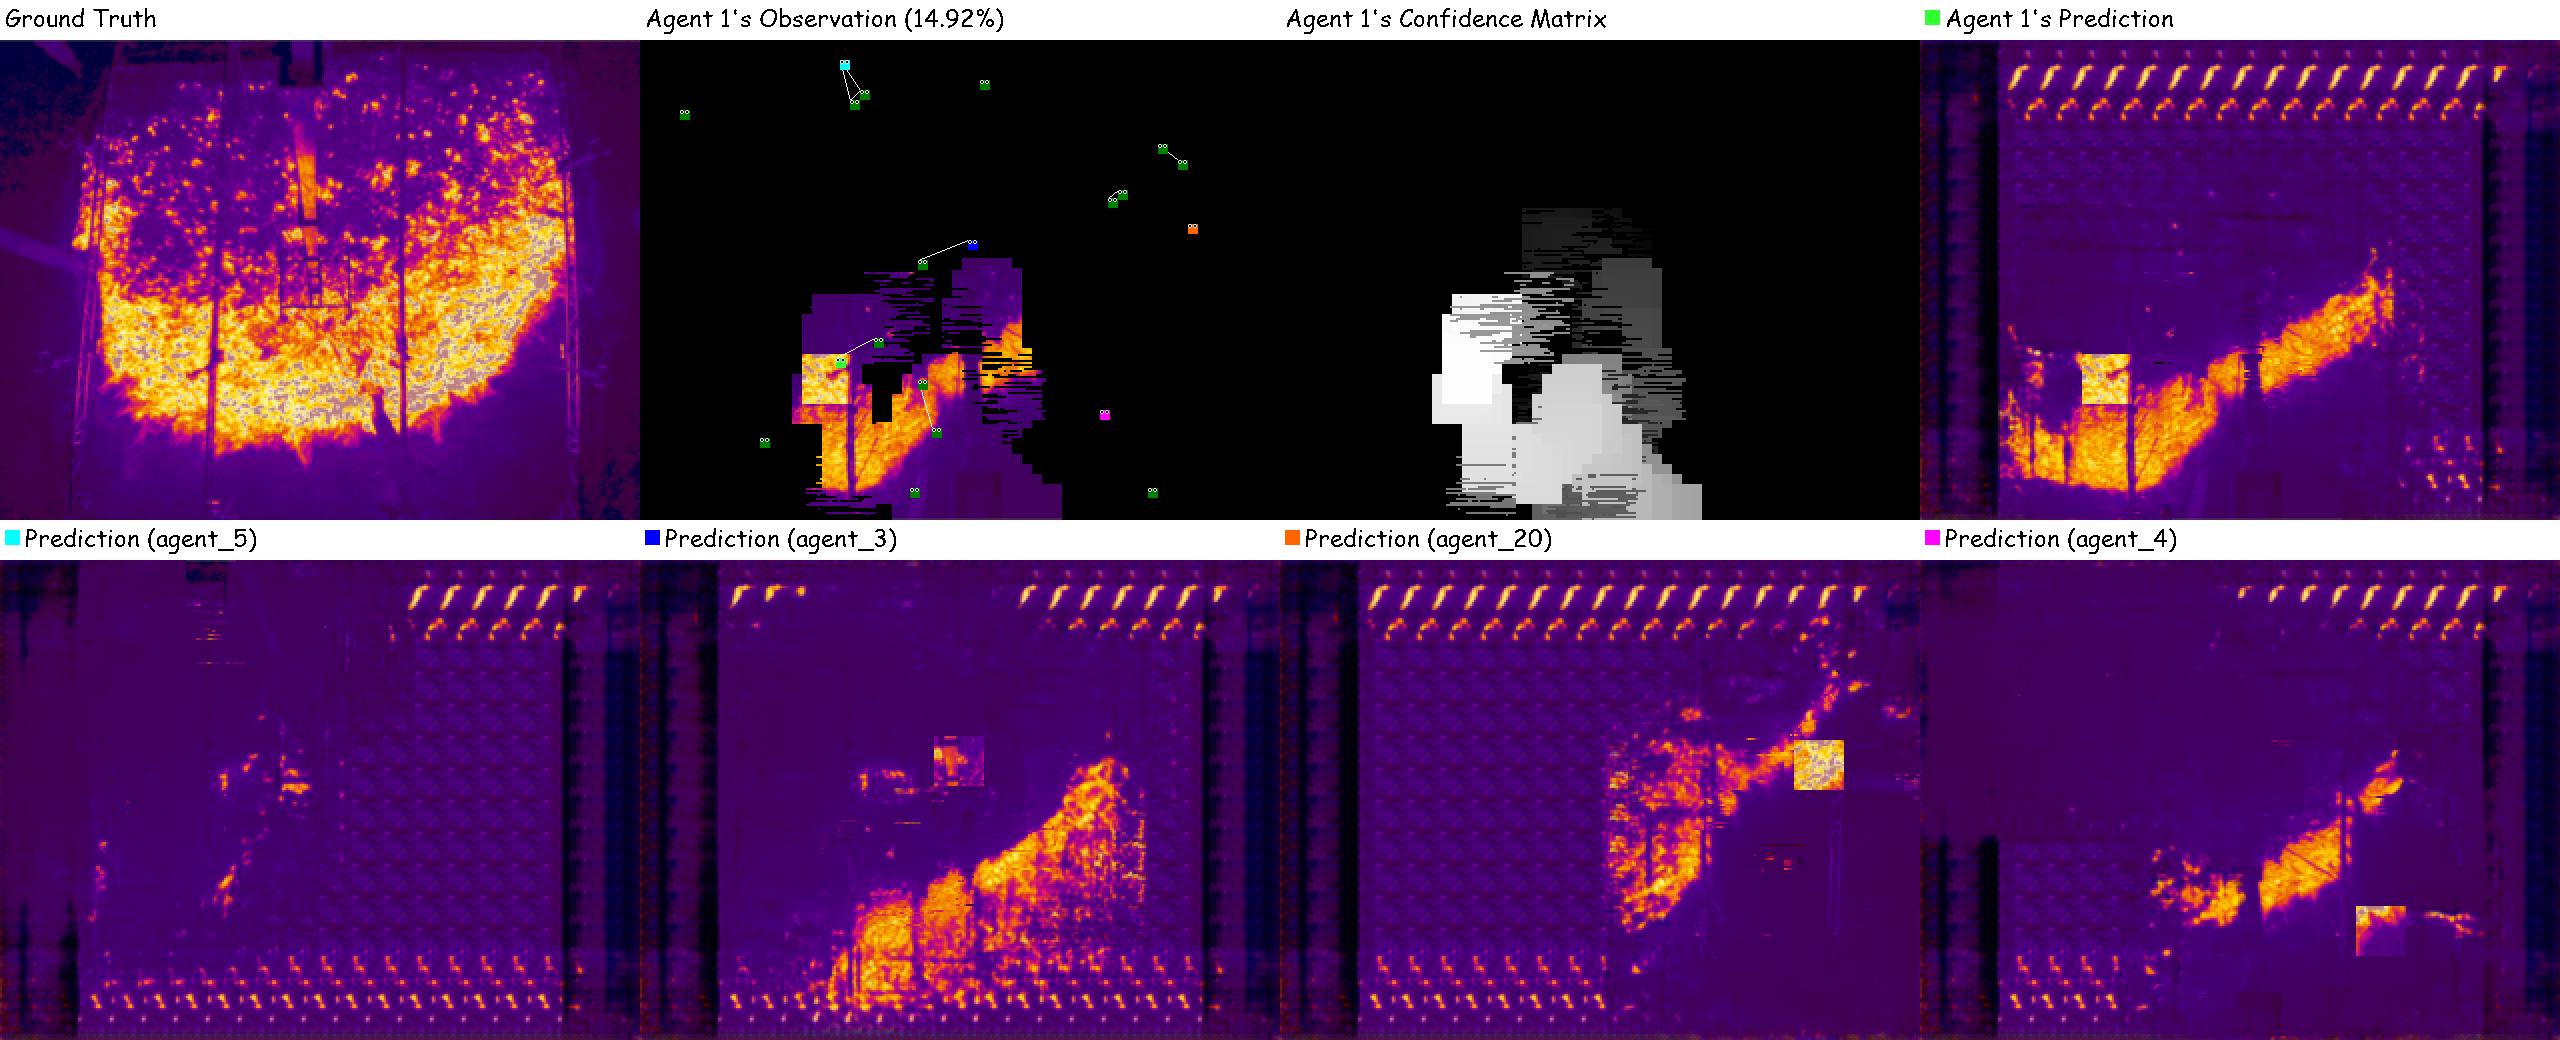 Ground Truth
Agent 1's Observation (14.92%)
Agent 1's Confidence Matrix
Agent 1's Prediction
Prediction (agent_5)
Prediction (agent_3)
Prediction (agent_20)
Prediction (agent_4)